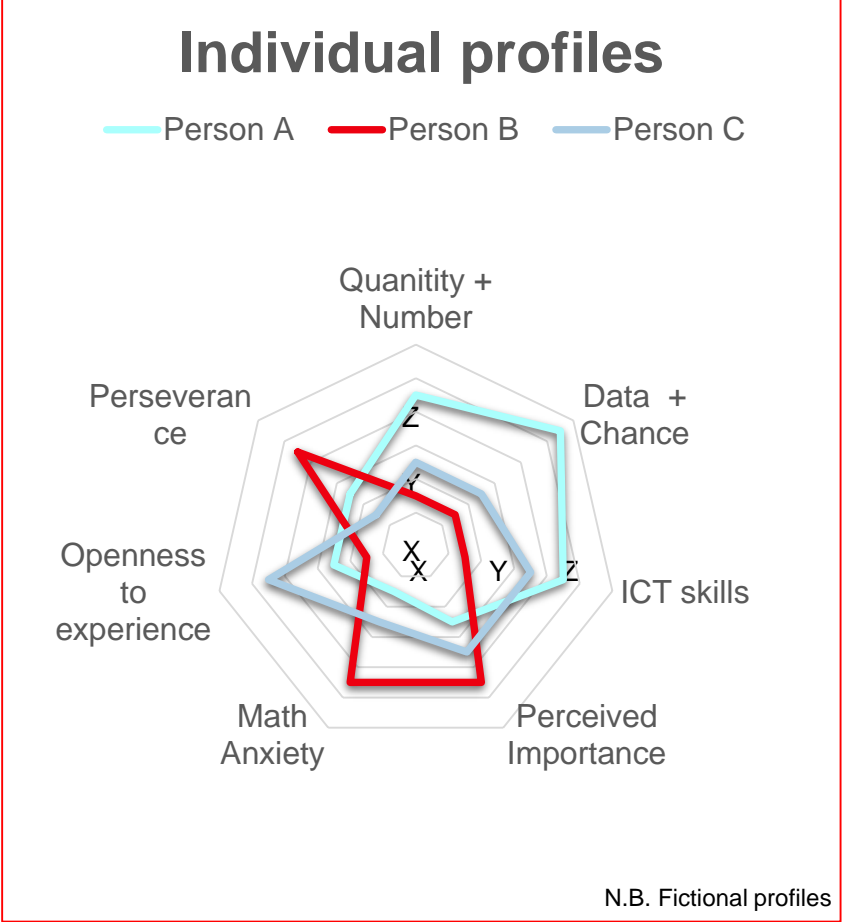 Individual profiles
Person A Person B Person C
Quanitity +
Number
Perseveran
ce
Data +
Chance
Z
Y
X
X Y Z
Openness
to
experience
ICT skills
Math
Anxiety
Perceived
Importance
N.B. Fictional profiles